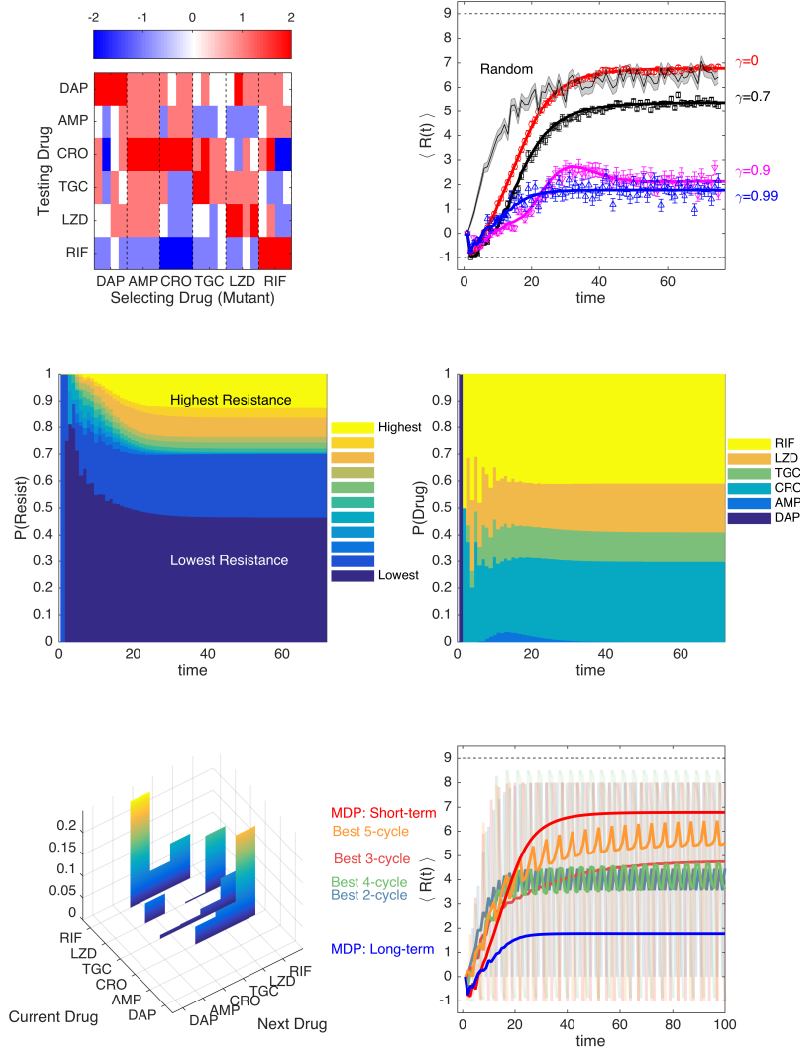 -2 -1 0 1 2
DAP
AMP
CRO
TGC
LZD
RIF
Testing Drug
DAP AMP CRO TGC LZD RIF
Selecting Drug (Mutant)
9
8
7
6
5
4
3
2
1
0
-1
⟨ R(t) ⟩
Random
γ=0
γ=0.7
γ=0.9
γ=0.99
0 20 40 60
time
1
0.9
0.8
0.7
0.6
0.5
0.4
0.3
0.2
0.1
0
P(Resist)
Highest Resistance
Lowest Resistance
0 20 40 60
time
Highest
Lowest
1
0.9
0.8
0.7
0.6
0.5
0.4
0.3
0.2
0.1
0
P(Drug)
0 20 40 60
time
RIF
LZD
TGC
CRO
AMP
DAP
0.2
0.15
0.1
0.05
0
RIF
LZD
TGC
CRO
AMP
DAP
Current Drug
DAP
AMP
CRO
TGC
LZD
RIF
Next Drug
MDP: Short-term
Best 5-cycle
Best 3-cycle
Best 4-cycle
Best 2-cycle
MDP: Long-term
⟨ R(t) ⟩
9
8
7
6
5
4
3
2
1
0
-1
0 20 40 60 80 100
time